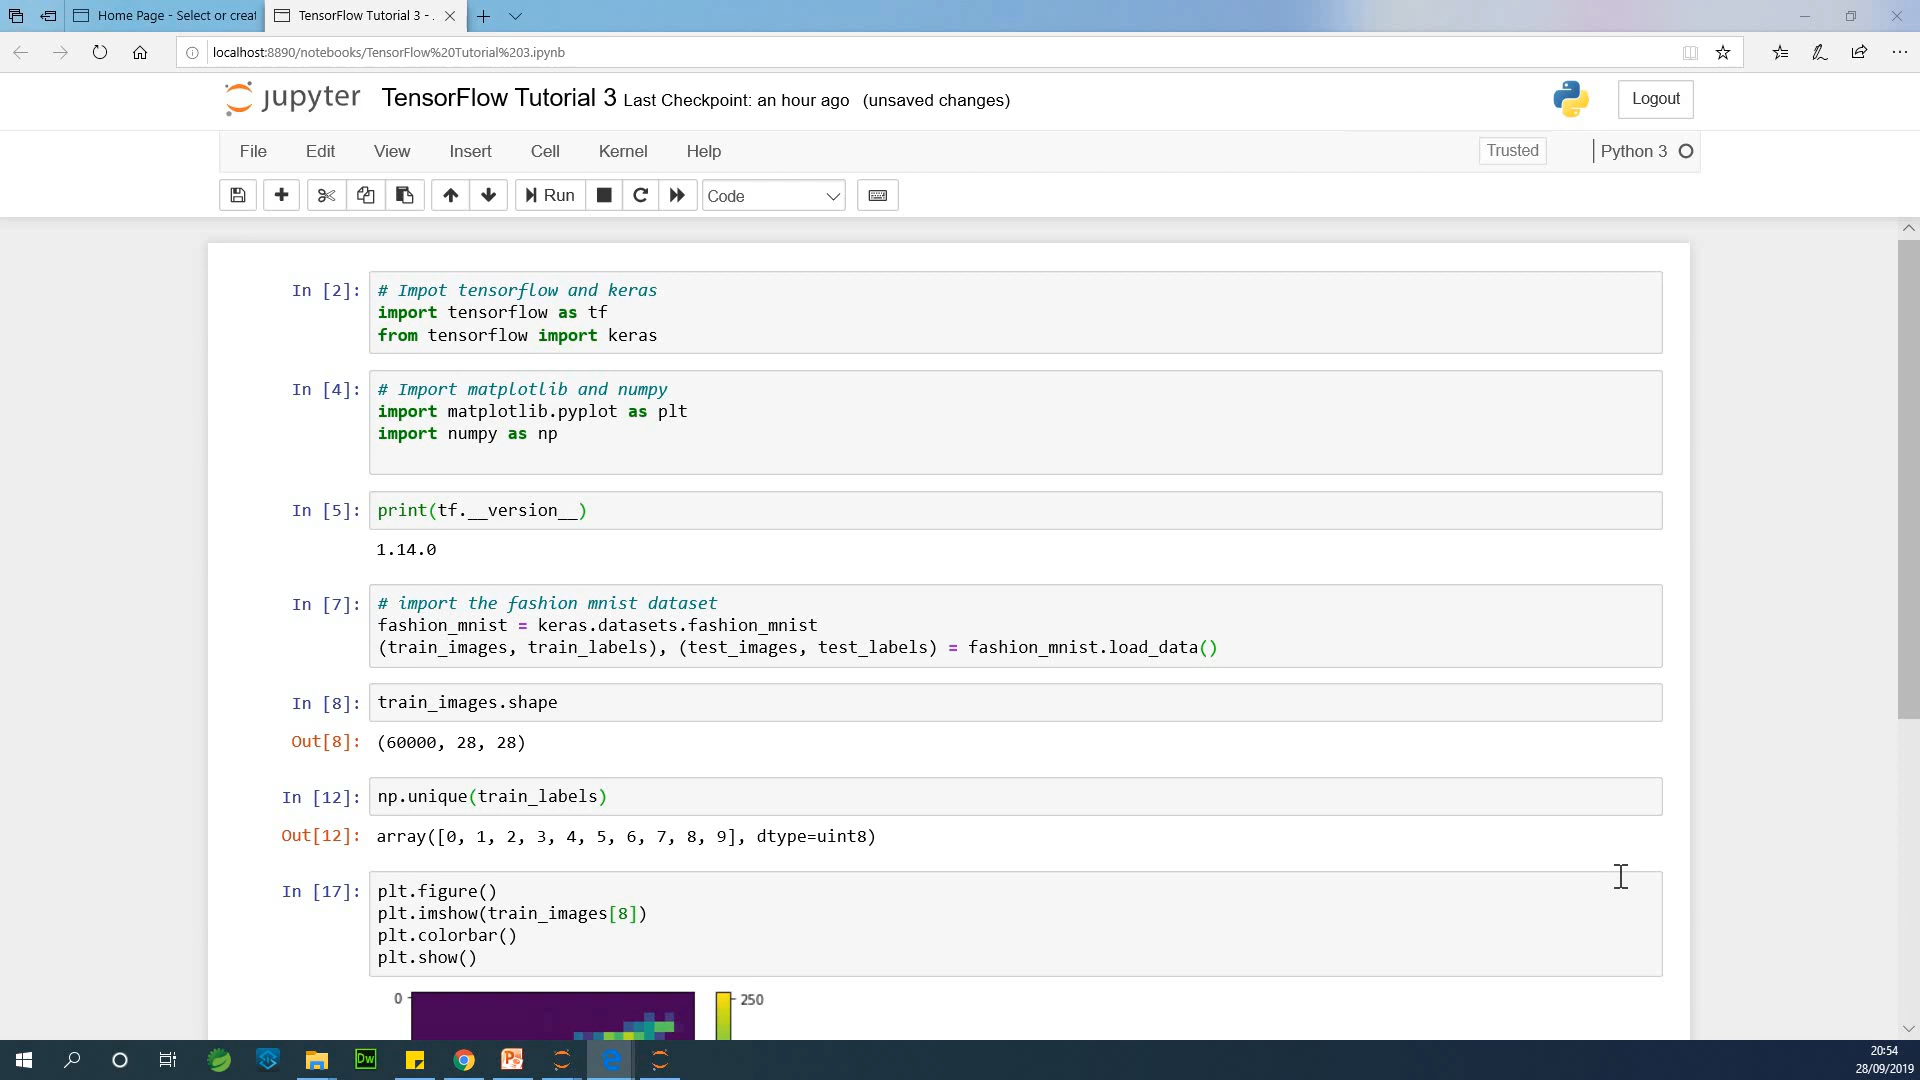 Home Page - Select or creat
TensorFlow Tutorial 3 - .
localhost:8890/notebooks/TensorFlow%20Tutorial%203.ipynb
jupyter TensorFlow Tutorial 3 Last Checkpoint: an hour ago (unsaved changes)
Logout
File Edit View Insert Cell Kernel Help
Trusted
Python 3
Run
Code
In [2]: # Impot tensorflow and keras
import tensorflow as tf
from tensorflow import keras
In [4]: # Import matplotlib and numpy
import matplotlib.pyplot as plt
import numpy as np
In [5]: print(tf.__version__)
1.14.0
In [7]: # import the fashion mnist dataset
fashion_mnist = keras.datasets.fashion_mnist
(train_images, train_labels), (test_images, test_labels) = fashion_mnist.load_data()
In [8]: train_images.shape
Out[8]: (60000, 28, 28)
In [12]: np.unique(train_labels)
Out[12]: array([0, 1, 2, 3, 4, 5, 6, 7, 8, 9], dtype=uint8)
In [17]: plt.figure()
plt.imshow(train_images[8])
plt.colorbar()
plt.show()
0
250
Dw
20:54
28/09/2019